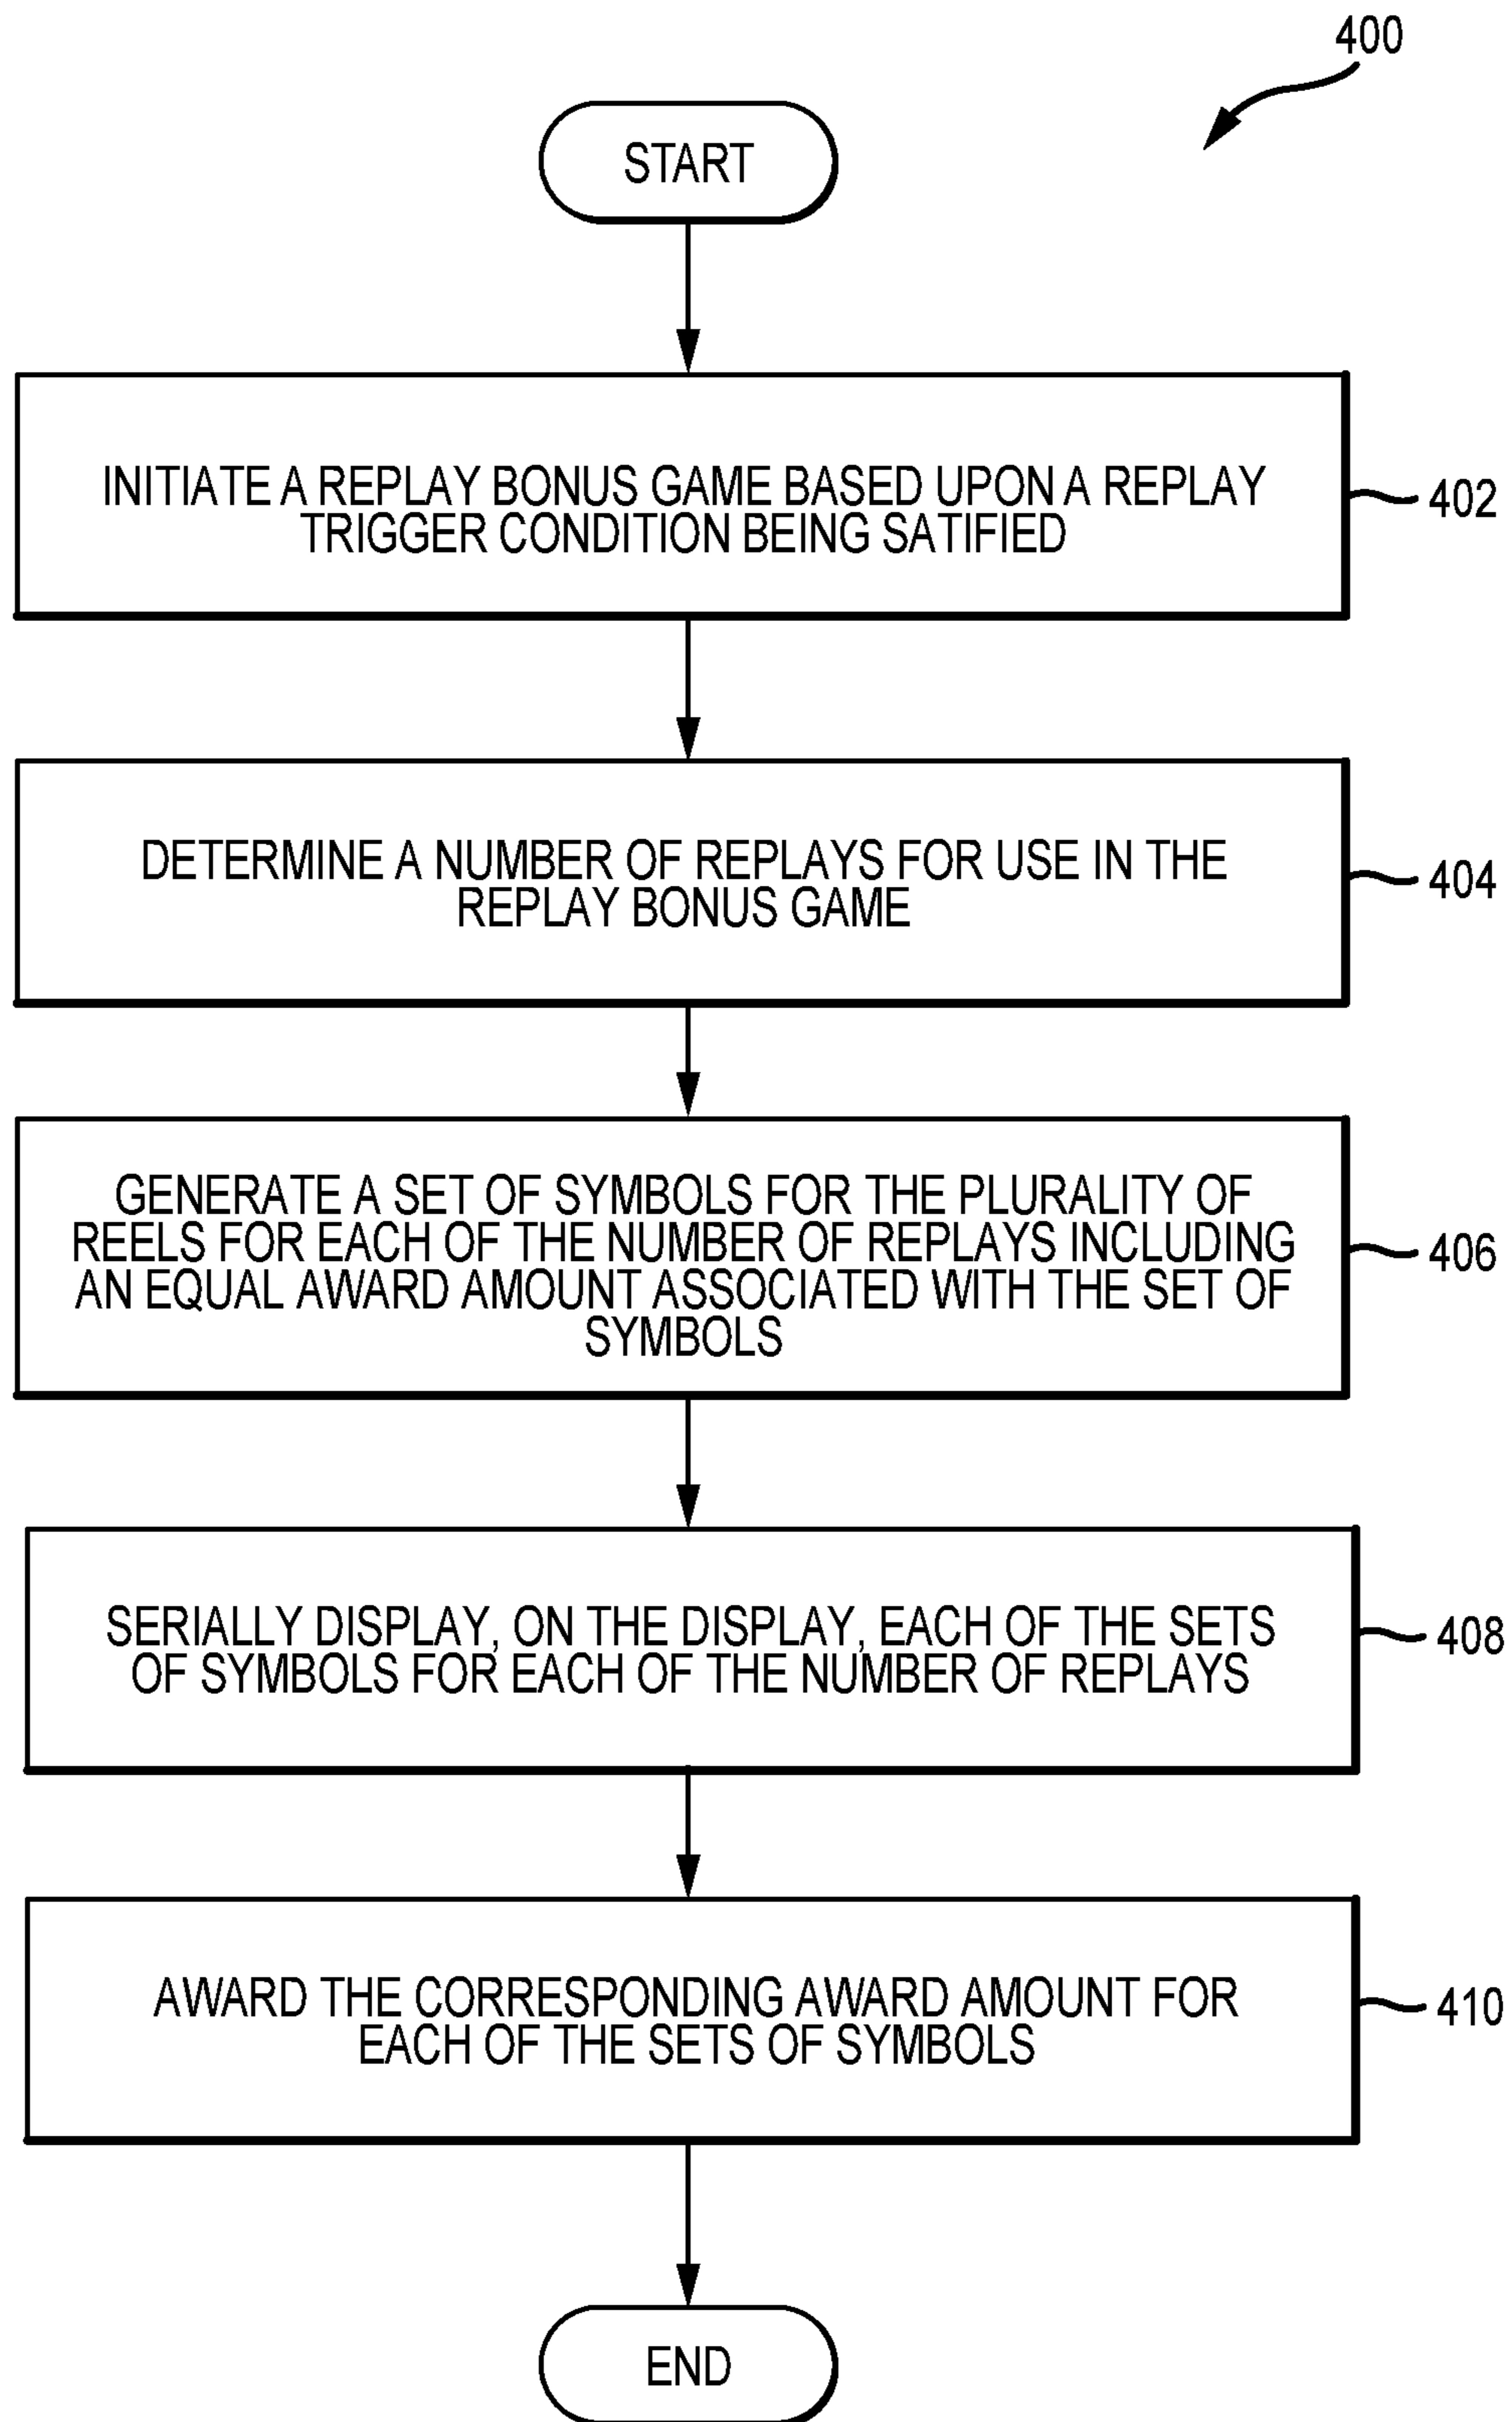 400
START
INITIATE A REPLAY BONUS GAME BASED UPON A REPLAY
TRIGGER CONDITION BEING SATIFIED
402
DETERMINE A NUMBER OF REPLAYS FOR USE IN THE
REPLAY BONUS GAME
404
GENERATE A SET OF SYMBOLS FOR THE PLURALITY OF
REELS FOR EACH OF THE NUMBER OF REPLAYS INCLUDING
AN EQUAL AWARD AMOUNT ASSOCIATED WITH THE SET OF
SYMBOLS
406
SERIALLY DISPLAY, ON THE DISPLAY, EACH OF THE SETS
OF SYMBOLS FOR EACH OF THE NUMBER OF REPLAYS
408
AWARD THE CORRESPONDING AWARD AMOUNT FOR
EACH OF THE SETS OF SYMBOLS
410
END